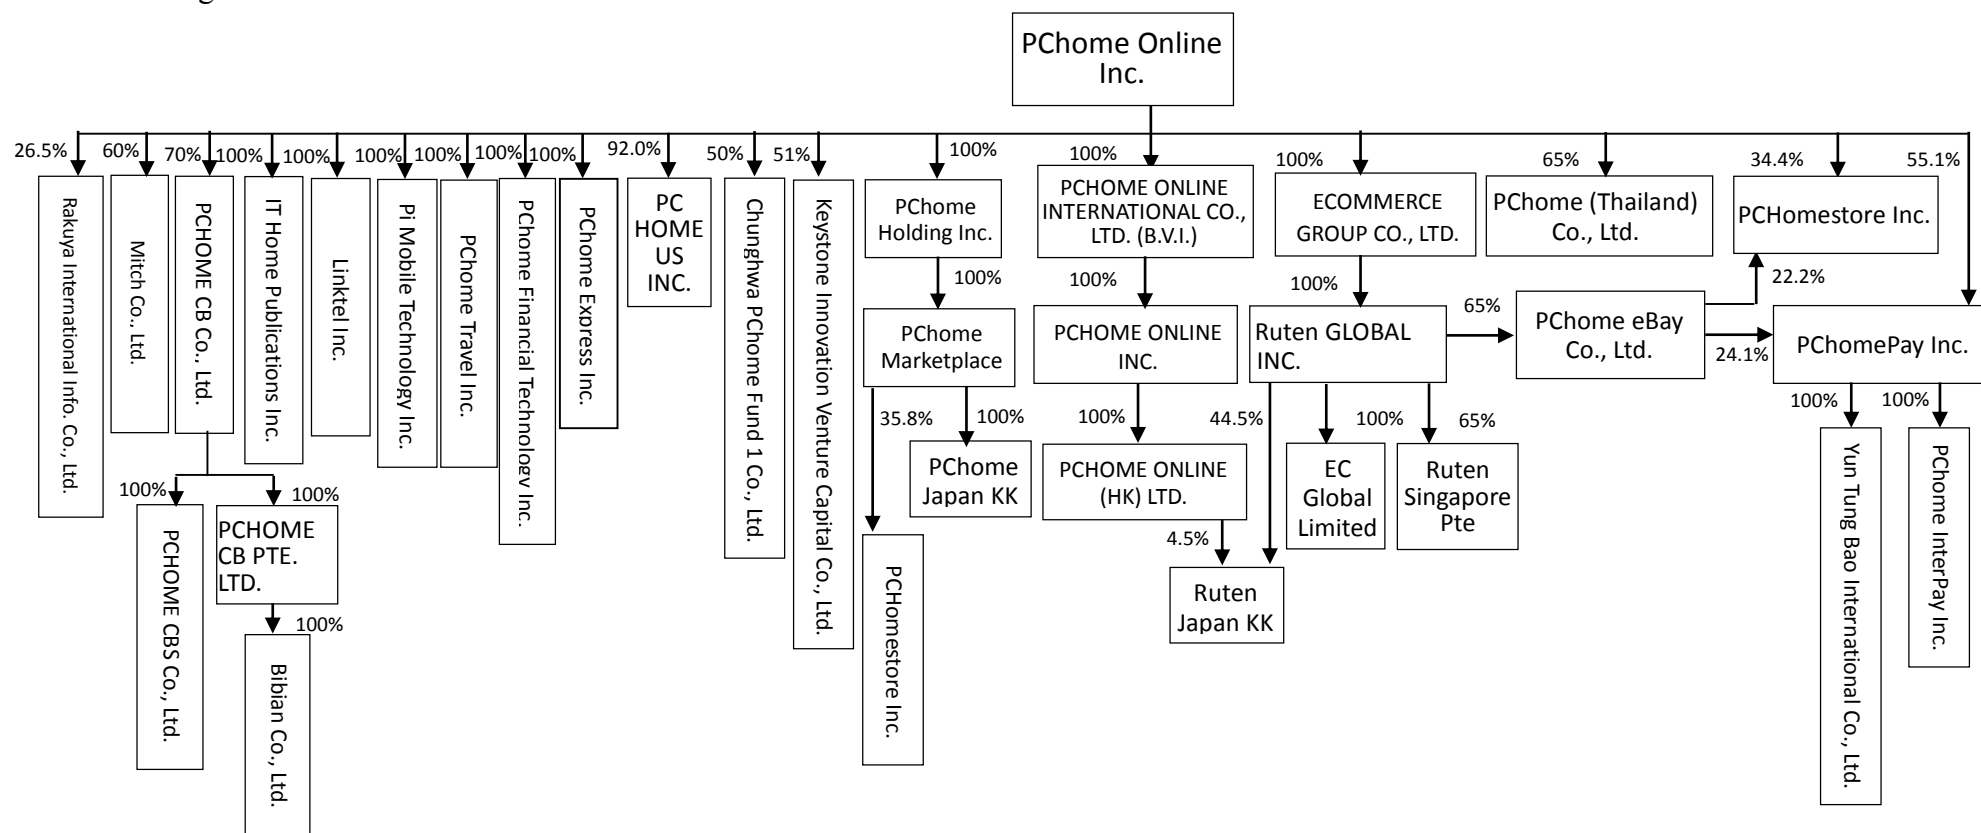 PChome Online
Inc.
26.5%
60%
70%
100%
100%
100%
100%
100%
100%
92.0%
50%
51%
100%
100%
100%
65%
34.4%
55.1%
Rakuya International Info. Co., Ltd.
Mitch Co., Ltd.
PCHOME CB Co., Ltd.
IT Home Publications Inc.
Linktel Inc.
Pi Mobile Technology Inc.
PChome Travel Inc.
PChome Financial Technology Inc.
PChome Express Inc.
PC
HOME
US
INC.
Chunghwa PChome Fund 1 Co., Ltd.
Keystone Innovation Venture Capital Co., Ltd.
PChome
Holding Inc.
PCHOME ONLINE
INTERNATIONAL CO.,
LTD. (B.V.I.)
ECOMMERCE
GROUP CO., LTD.
PChome (Thailand)
Co., Ltd.
PCHomestore Inc.
100%
100%
100%
65%
22.2%
24.1%
PChome
Marketplace
PCHOME ONLINE
INC.
Ruten GLOBAL
INC.
PChome eBay
Co., Ltd.
PChomePay Inc.
35.8%
100%
100%
44.5%
100%
65%
100%
100%
PChome
Japan KK
PCHOME ONLINE
(HK) LTD.
EC
Global
Limited
Ruten
Singapore
Pte
Yun Tung Bao International Co., Ltd.
PChome InterPay Inc.
100%
100%
PCHOME CBS Co., Ltd.
PCHOME
CB PTE.
LTD.
4.5%
PCHomestore Inc.
Ruten
Japan KK
100%
Bibian Co., Ltd.